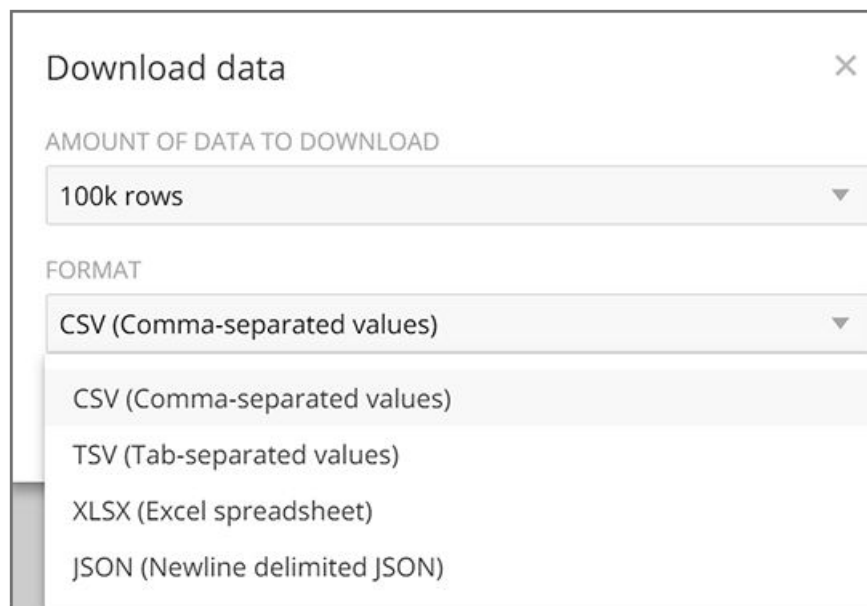 Download data
AMOUNT OF DATA TO DOWNLOAD
100k rows
FORMAT
CSV (Comma-separated values)
CSV (Comma-separated values)
TSV (Tab-separated values)
XLSX (Excel spreadsheet)
JSON (Newline delimited JSON)